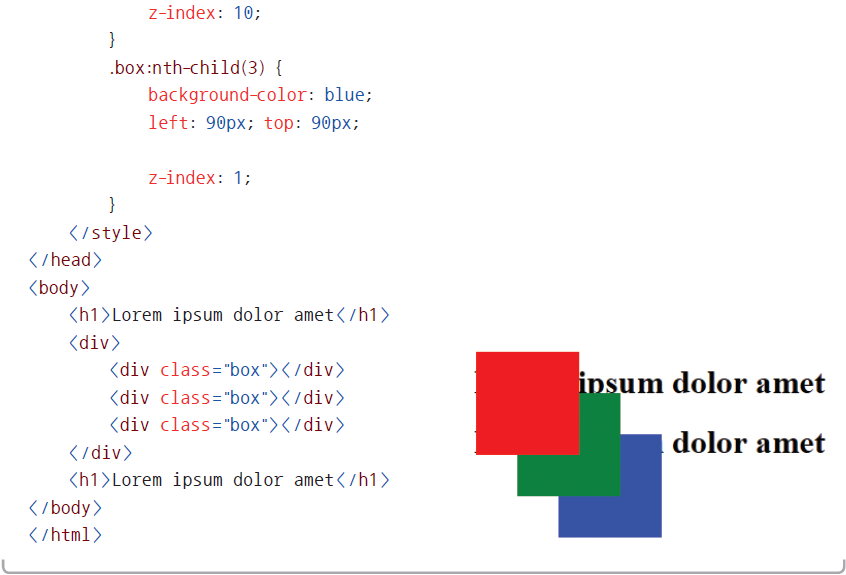 z-index: 10;
}
.box:nth-child(3) {
background-color: blue;
left: 90px; top: 90px;
z-index: 1;
}
</style>
</head>
<body>
<h1>Lorem ipsum dolor amet</h1>
<div>
<div class="box"></div>
<div class="box"></div>
<div class="box"></div>
</div>
<h1>Lorem ipsum dolor amet</h1>
</body>
</html>
ipsum dolor amet
dolor amet